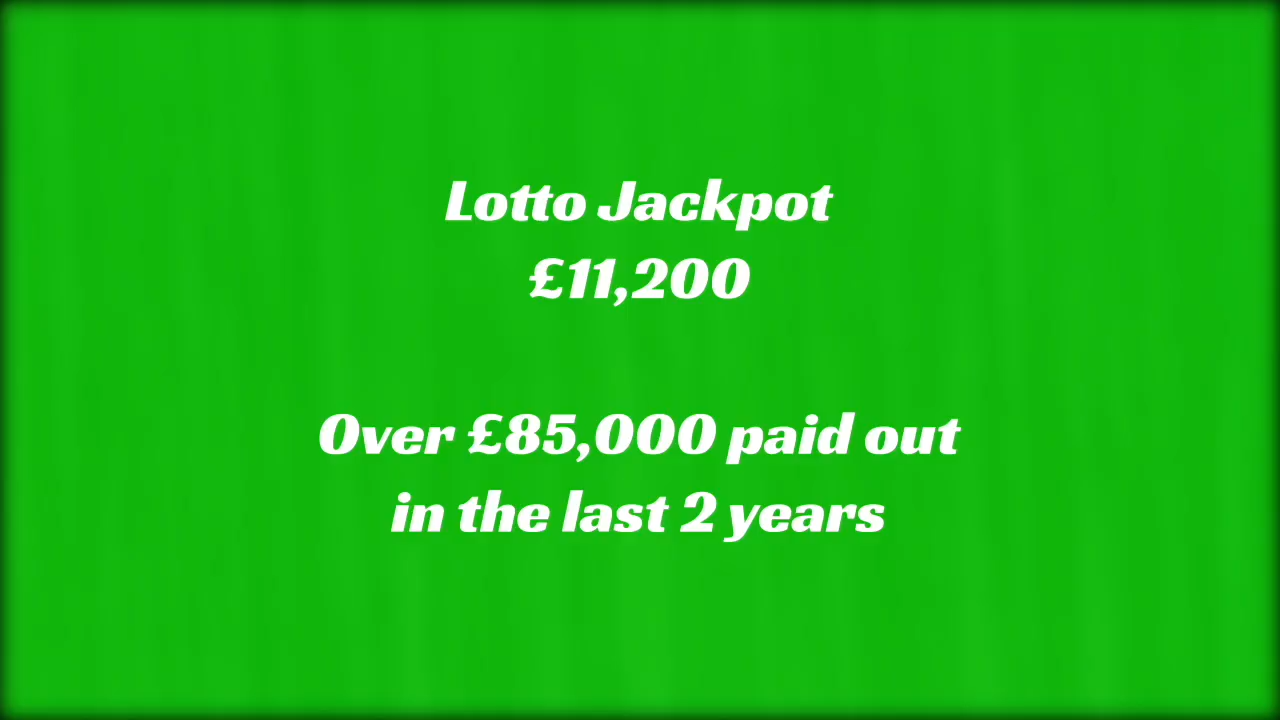 Lotto Jackpot
£11,200
Over £85,000 paid out
in the last 2 years